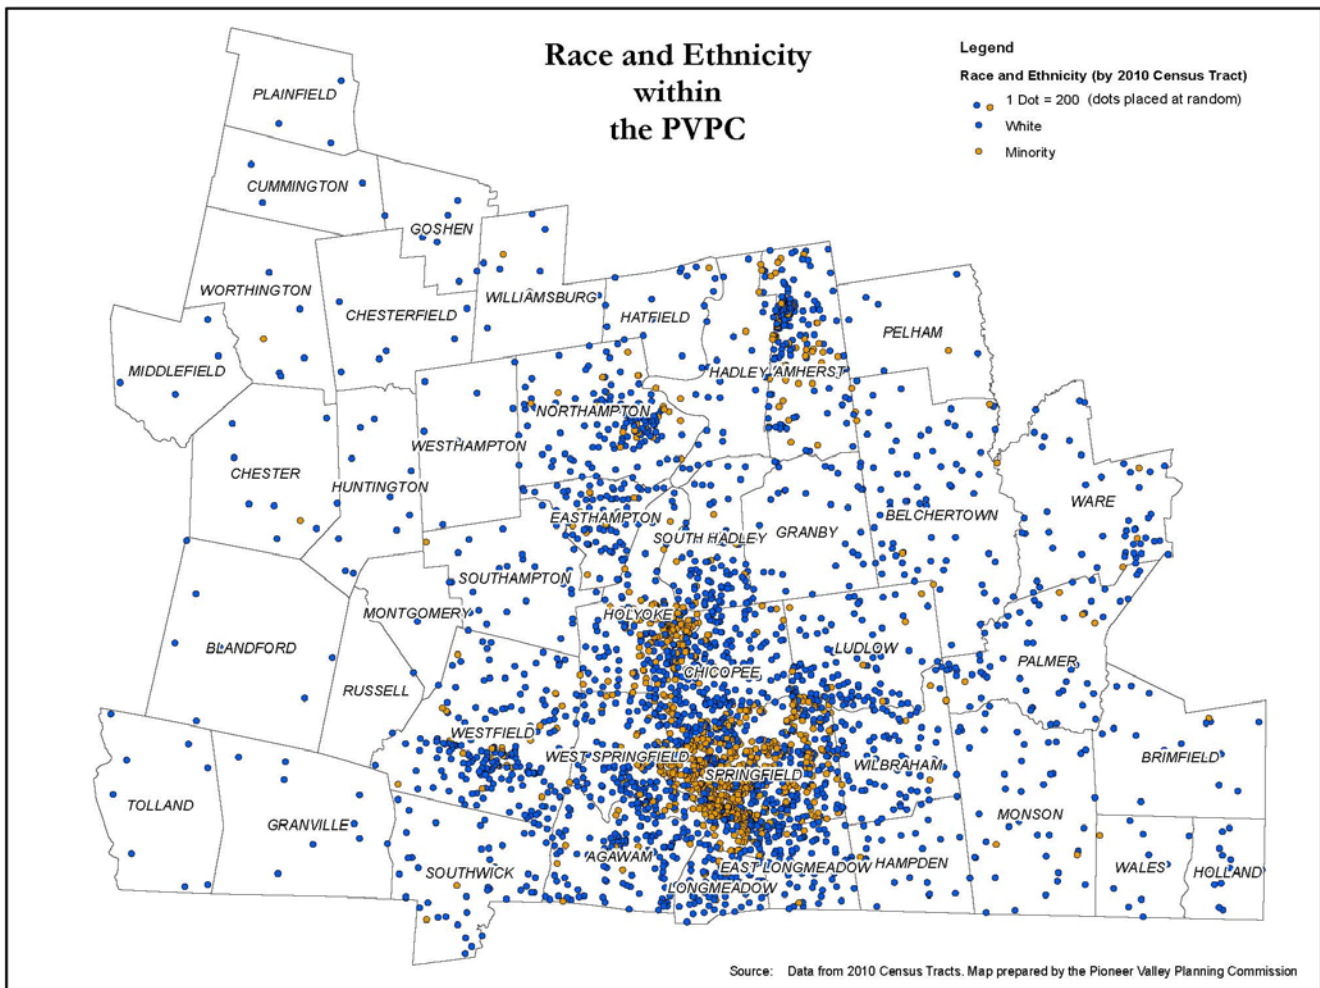 Race and Ethnicity
within
the PVPC
Legend
Race and Ethnicity (by 2010 Census Tract)
1 Dot = 200 (dots placed at random)
White
Minority
PLAINFIELD
CUMMINGTON
GOSHEN
WORTHINGTON
CHESTERFIELD
WILLIAMSBURG
HATFIELD
PELHAM
MIDDLEFIELD
HADLEY
AMHERST
NORTHAMPTON
WESTHAMPTON
CHESTER
HUNTINGTON
WARE
EASTHAMPTON
BELCHERTOWN
SOUTH HADLEY
GRANBY
SOUTHAMPTON
MONTGOMERY
HOLYOKE
BLANDFORD
LUDLOW
PALMER
CHICOPEE
RUSSELL
WESTFIELD
WEST SPRINGFIELD
SPRINGFIELD
WILBRAHAM
BRIMFIELD
TOLLAND
GRANVILLE
MONSON
AGAWAM
EAST LONGMEADOW
HAMPDEN
WALES
HOLLAND
SOUTHWICK
LONGMEADOW
Source: Data from 2010 Census Tracts. Map prepared by the Pioneer Valley Planning Commission